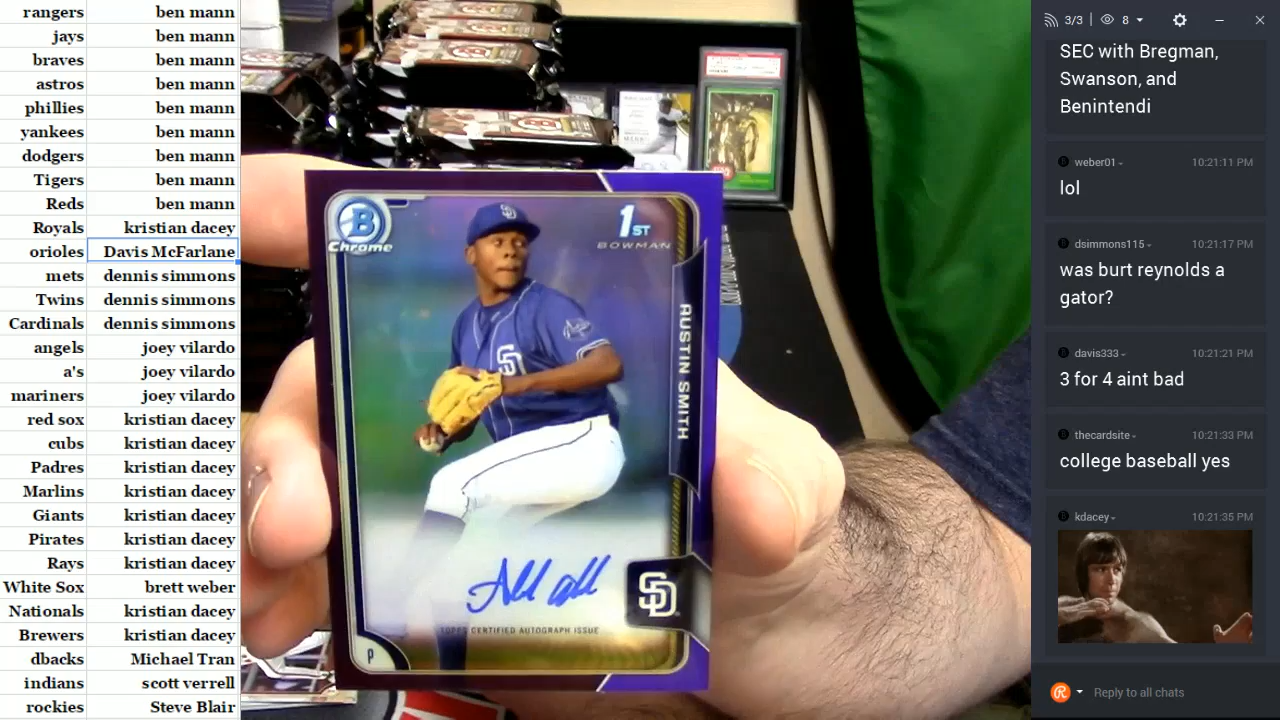 rangers ben mann
jays ben mann
braves ben mann
astros ben mann
phillies ben mann
yankees ben mann
dodgers ben mann
Tigers ben mann
Reds ben mann
Royals kristian dacey
orioles Davis McFarlane
mets dennis simmons
Twins dennis simmons
Cardinals dennis simmons
angels joey vilardo
a's joey vilardo
mariners joey vilardo
red sox kristian dacey
cubs kristian dacey
Padres kristian dacey
Marlins kristian dacey
Giants kristian dacey
Pirates kristian dacey
Rays kristian dacey
White Sox brett weber
Nationals kristian dacey
Brewers kristian dacey
dbacks Michael Tran
indians scott verrell
rockies Steve Blair
B
Chrome
1ST
BOWMAN
SD
AUSTIN SMITH
SD
TOPPS CERTIFIED AUTOGRAPH ISSUE
P
3/3 8
SEC with Bregman,
Swanson, and
Benintendi
weber01 10:21:11 PM
lol
dsimmons115 10:21:17 PM
was burt reynolds a
gator?
davis333 10:21:21 PM
3 for 4 aint bad
thecardsite 10:21:33 PM
college baseball yes
kdacey 10:21:35 PM
Reply to all chats